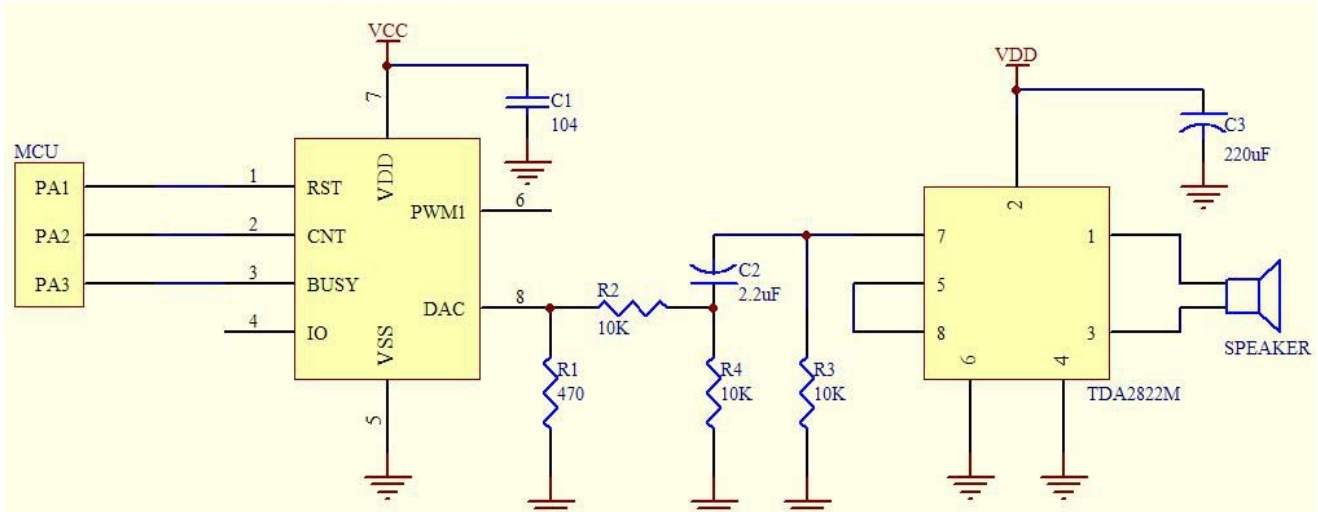 VCC
VDD
7
C1
104
C3
220uF
MCU
PA1
1
RST
VDD
PWM1
6
2
PA2
2
CNT
7
1
PA3
3
BUSY
C2
2.2uF
5
4
IO
DAC
8
R2
10K
8
3
VSS
SPEAKER
R1
470
R4
10K
R3
10K
6
4
TDA2822M
5